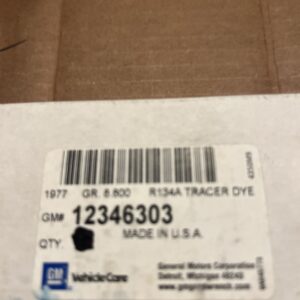 1977 GR. 8.800 R134A TRACER DYE
GM# 12346303
QTY. MADE IN U.S.A.
GM Vehicle Care
General Motors Corporation
Detroit, Michigan 48243